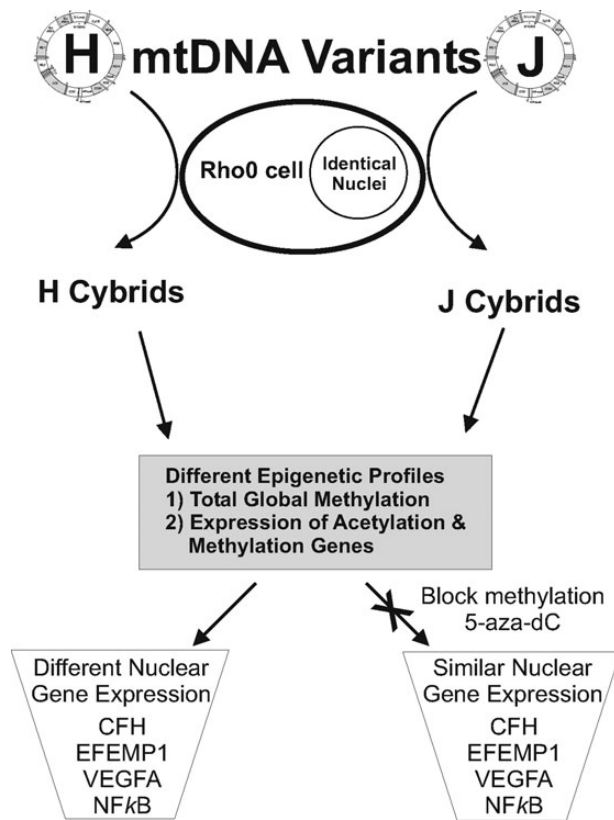 H mtDNA Variants J
Rho0 cell
Identical
Nuclei
H Cybrids
J Cybrids
Different Epigenetic Profiles
1) Total Global Methylation
2) Expression of Acetylation &
Methylation Genes
Block methylation
5-aza-dC
Different Nuclear
Gene Expression
CFH
EFEMP1
VEGFA
NFkB
Similar Nuclear
Gene Expression
CFH
EFEMP1
VEGFA
NFkB